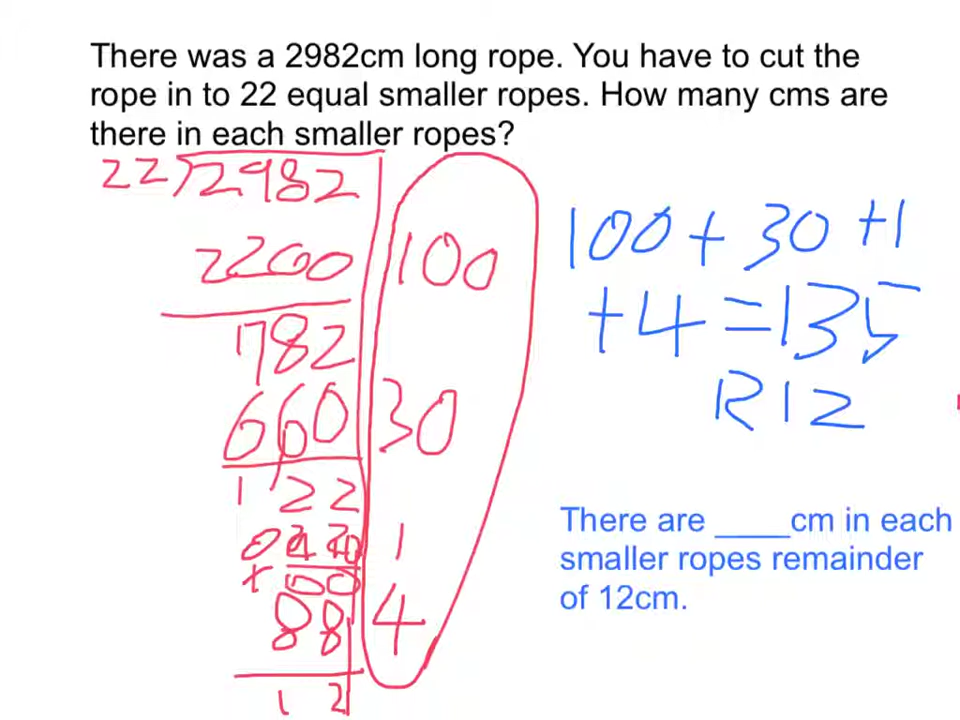 There was a 2982cm long rope. You have to cut the
rope in to 22 equal smaller ropes. How many cms are
there in each smaller ropes?
22)2982
2200 100
782
660 30
122
1
+ 00
88 4
12
100 + 30 +1
+4 = 135
R12
There are _____cm in each
smaller ropes remainder
of 12cm.